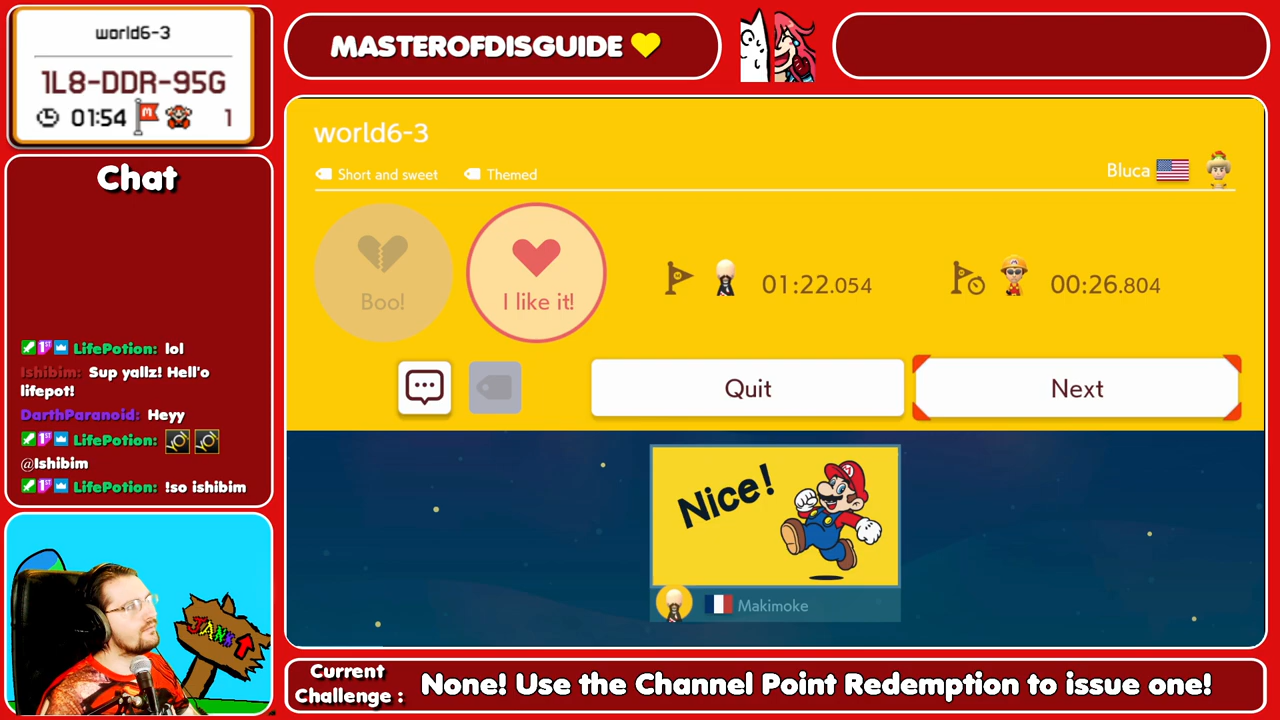 world6-3
1L8-DDR-95G
01:54 M 1
MASTEROFDISGUIDE
Chat
LifePotion: lol
Ishibim: Sup yallz! Hell'o
lifepot!
DarthParanoid: Heyy
LifePotion:
@Ishibim
LifePotion: !so ishibim
world6-3
Short and sweet Themed
Bluca
Boo!
I like it!
01:22.054
00:26.804
Quit
Next
Nice!
Makimoke
JANK
Current
Challenge :
None! Use the Channel Point Redemption to issue one!